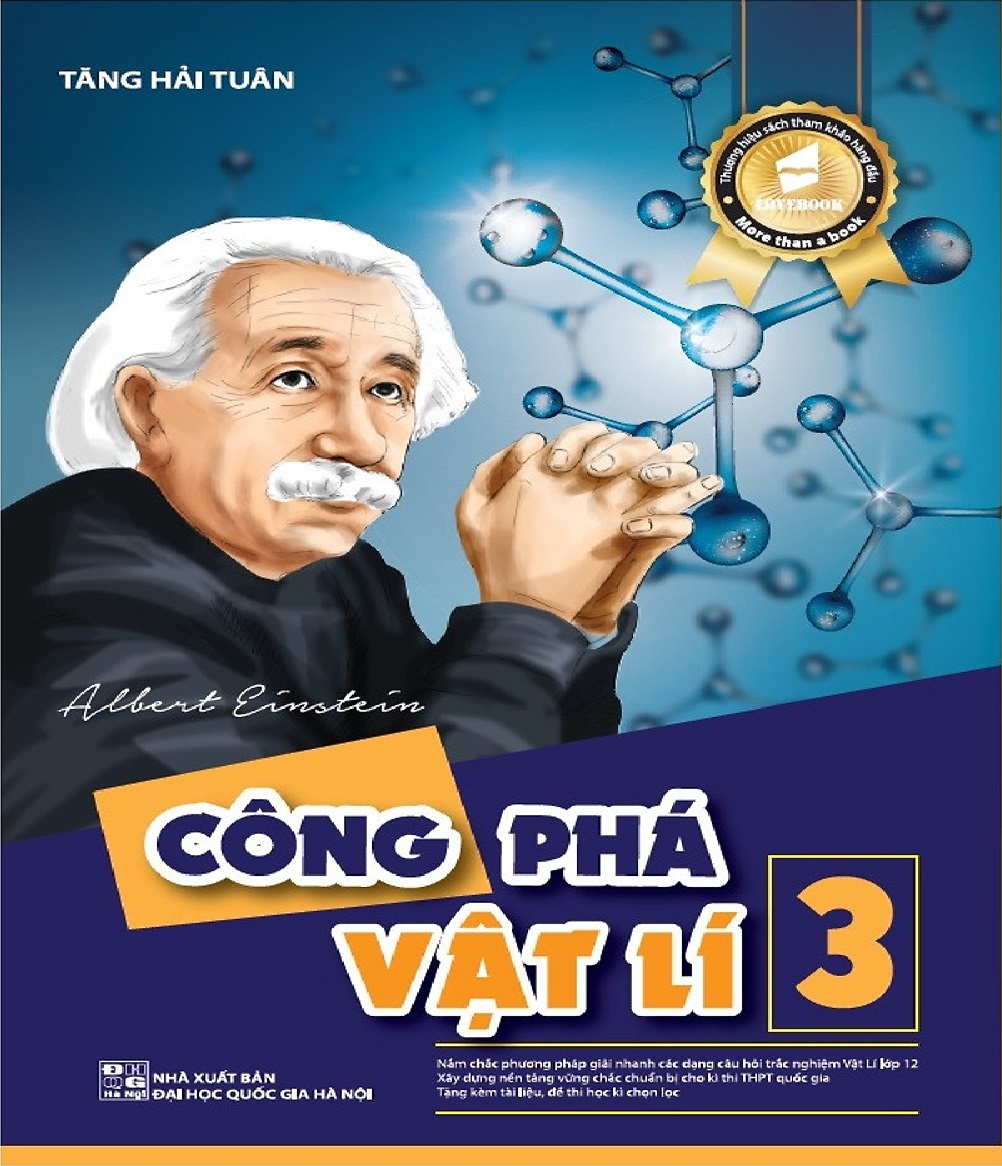 TĂNG HẢI TUÂN
Thương hiệu sách tham khảo hàng đầu
LOVEBOOK
More than a book
Albert Einstein
CÔNG PHÁ
VẬT LÍ
3
Nắm chắc phương pháp giải nhanh các dạng câu hỏi trắc nghiệm Vật Lí lớp 12
Xây dựng nền tảng vững chắc chuẩn bị cho kì thi THPT quốc gia
Tặng kèm tài liệu, đề thi học kì chọn lọc
NHÀ XUẤT BẢN
ĐẠI HỌC QUỐC GIA HÀ NỘI